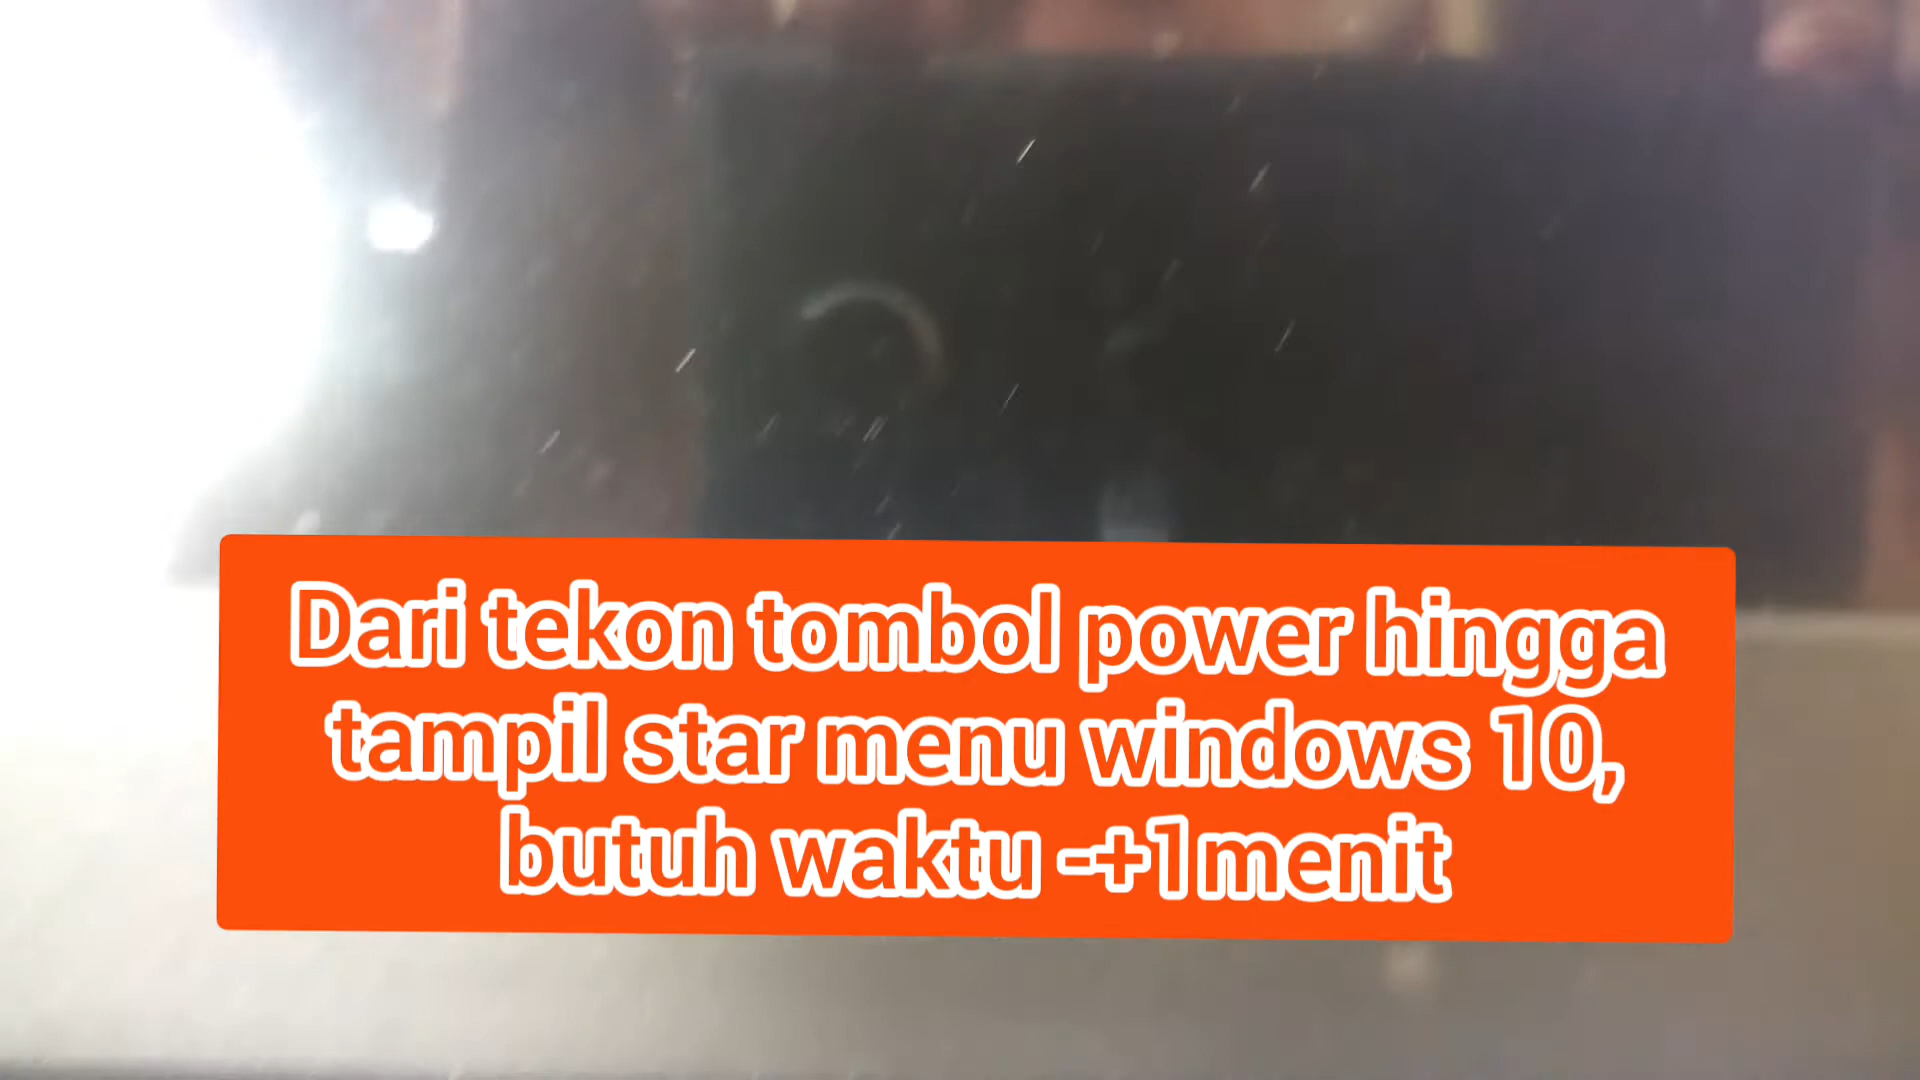 Dari tekon tombol power hingga
tampil star menu windows 10,
butuh waktu -+1menit